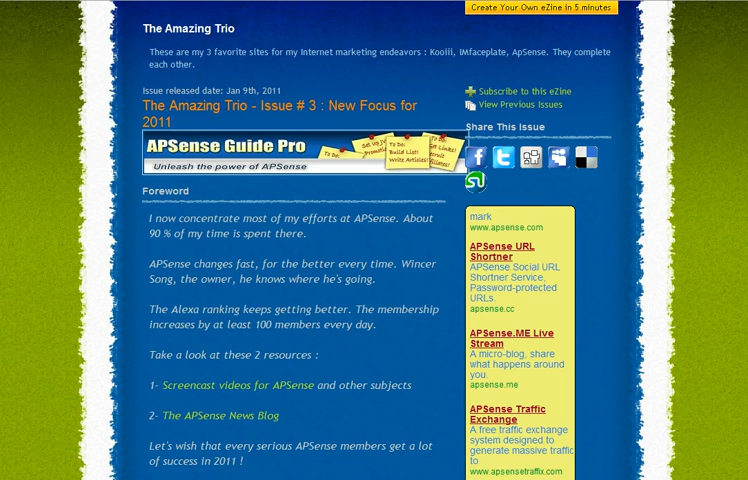 Create Your Own eZine in 5 minutes
The Amazing Trio
These are my 3 favorite sites for my Internet marketing endeavors : Kooiii, IMfaceplate, ApSense. They complete
each other.
Issue released date: Jan 9th, 2011
The Amazing Trio - Issue # 3 : New Focus for
2011
APSense Guide Pro
Unleash the power of APSense
To Do:
To Do:
Build List!
Write Articles!
To Do:
Foreword
I now concentrate most of my efforts at APSense. About
90 % of my time is spent there.
APSense changes fast, for the better every time. Wincer
Song, the owner, he knows where he's going.
The Alexa ranking keeps getting better. The membership
increases by at least 100 members every day.
Take a look at these 2 resources :
1- Screencast videos for APSense and other subjects
2- The APSense News Blog
Let's wish that every serious APSense members get a lot
of success in 2011 !
Subscribe to this eZine
View Previous Issues
Share This Issue
mark
www.apsense.com
APSense URL
Shortner
APSense Social URL
Shortner Service,
Password-protected
URLs.
apsense.cc
APSense.ME Live
Stream
A micro-blog, share
what happens around
you.
apsense.me
APSense Traffic
Exchange
A free traffic exchange
system designed to
generate massive traffic
to
www.apsensetraffix.com